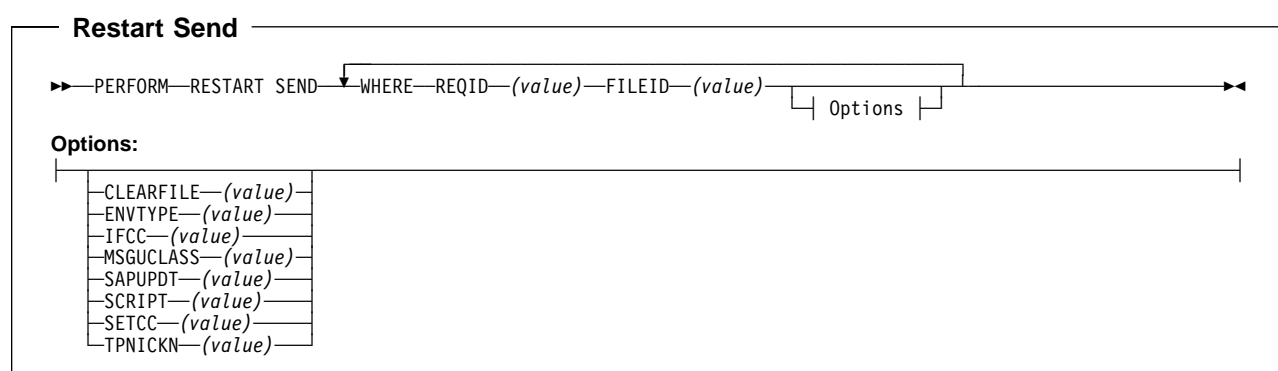 Restart Send
PERFORM RESTART SEND WHERE REQID (value) FILEID (value)
Options
Options:
CLEARFILE (value)
ENVTYPE (value)
IFCC (value)
MSGUCLASS (value)
SAPUPDT (value)
SCRIPT (value)
SETCC (value)
TPNICKN (value)